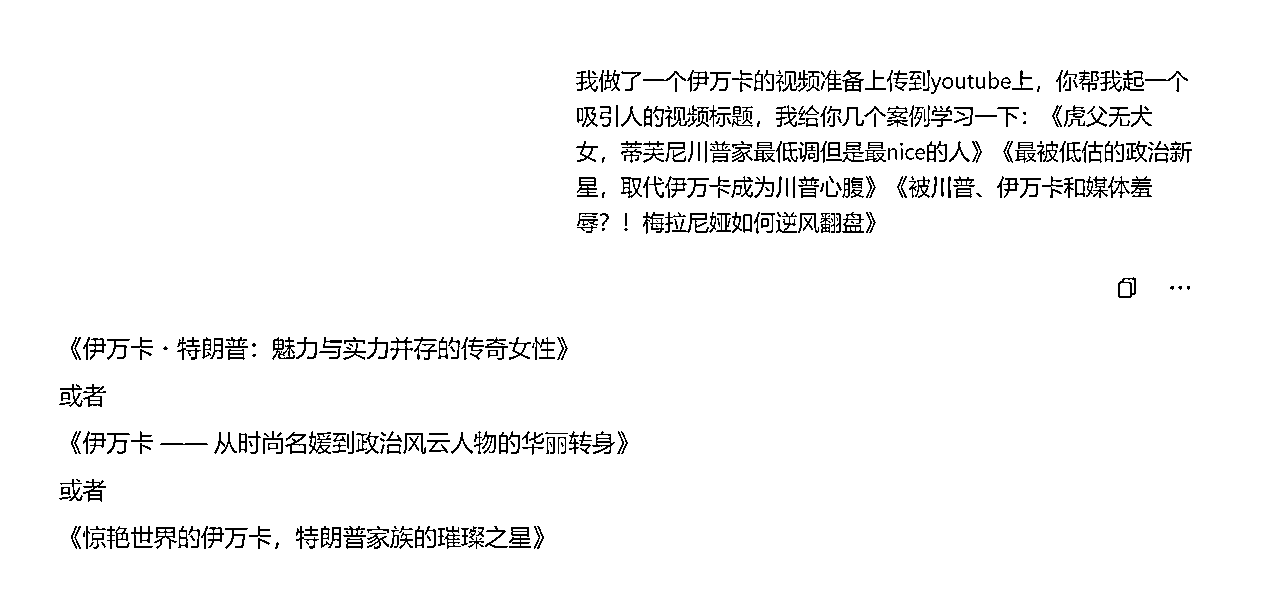 我做了一个伊万卡的视频准备上传到youtube上，你帮我起一个
吸引人的视频标题，我给你几个案例学习一下：《虎父无犬
女，蒂芙尼川普家最低调但是最nice的人》《最被低估的政治新
星，取代伊万卡成为川普心腹》《被川普、伊万卡和媒体羞
辱？！梅拉尼娅如何逆风翻盘》
《伊万卡·特朗普：魅力与实力并存的传奇女性》
或者
《伊万卡 —— 从时尚名媛到政治风云人物的华丽转身》
或者
《惊艳世界的伊万卡，特朗普家族的璀璨之星》